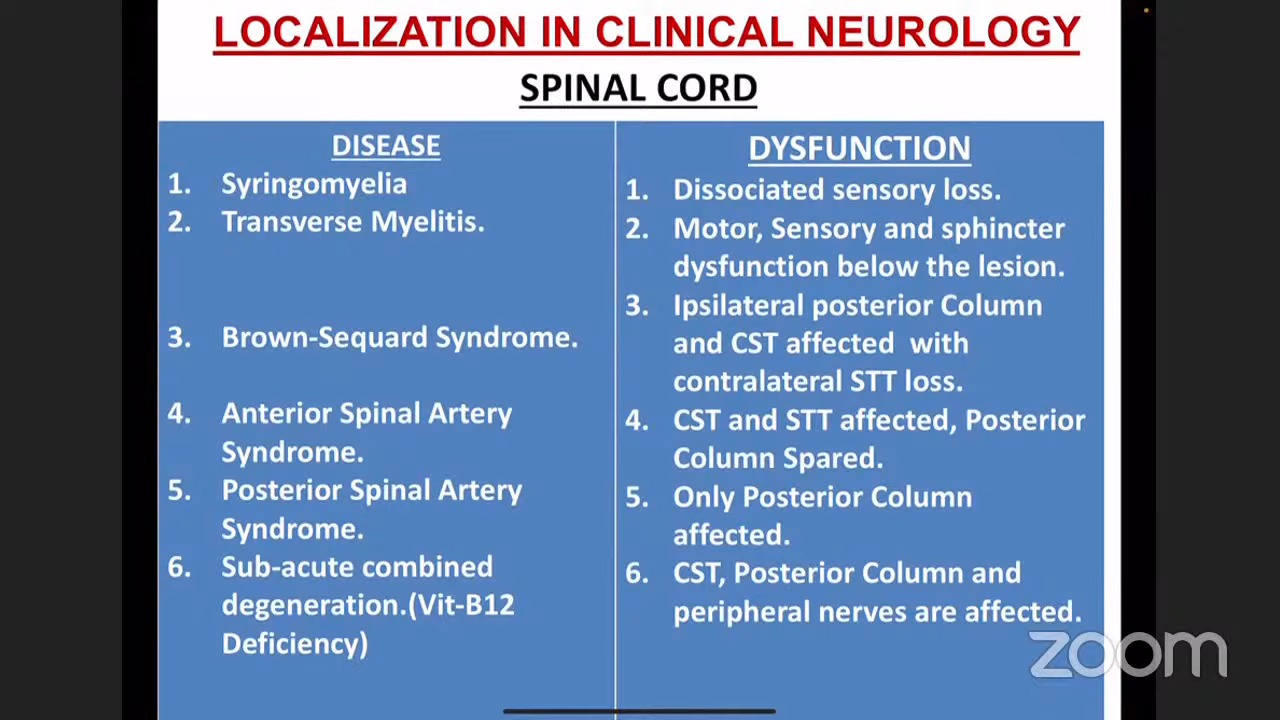 LOCALIZATION IN CLINICAL NEUROLOGY
SPINAL CORD
DISEASE
1. Syringomyelia
2. Transverse Myelitis.
3. Brown-Sequard Syndrome.
4. Anterior Spinal Artery
Syndrome.
5. Posterior Spinal Artery
Syndrome.
6. Sub-acute combined
degeneration.(Vit-B12
Deficiency)
DYSFUNCTION
1. Dissociated sensory loss.
2. Motor, Sensory and sphincter
dysfunction below the lesion.
3. Ipsilateral posterior Column
and CST affected with
contralateral STT loss.
4. CST and STT affected, Posterior
Column Spared.
5. Only Posterior Column
affected.
6. CST, Posterior Column and
peripheral nerves are affected.
zoom